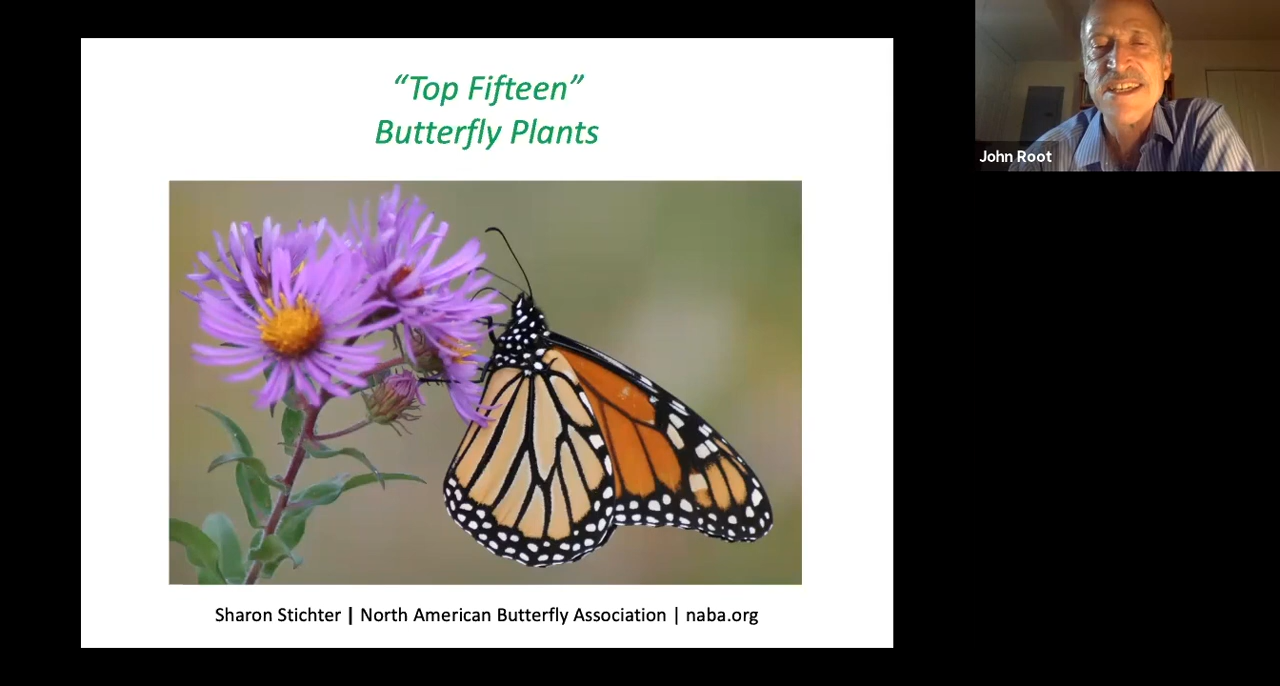 “Top Fifteen”
Butterfly Plants
Sharon Stichter | North American Butterfly Association | naba.org
John Root